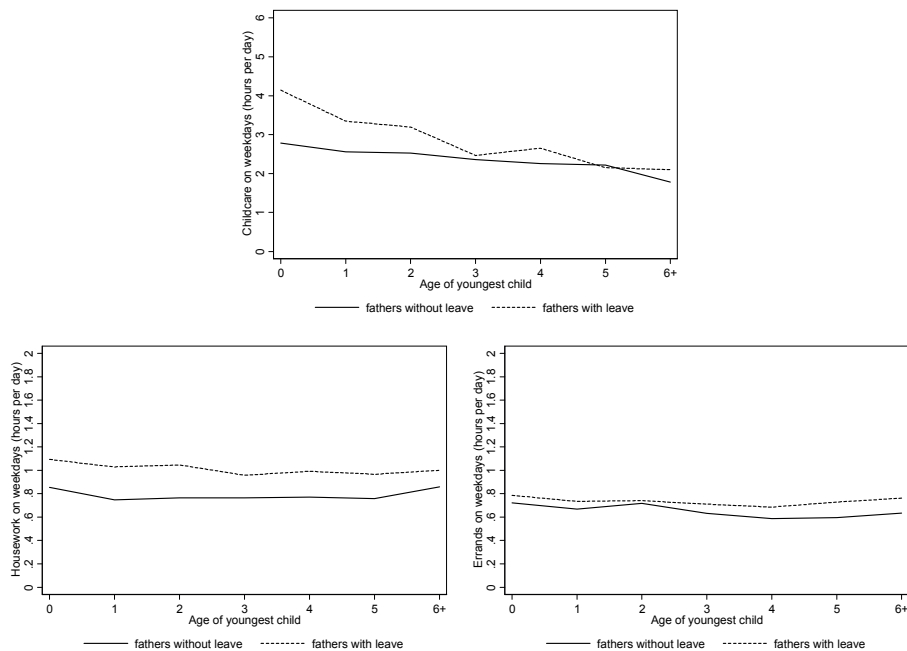 Childcare on weekdays (hours per day)
0 1 2 3 4 5 6
0 1 2 3 4 5 6+
Age of youngest child
fathers without leave fathers with leave
Housework on weekdays (hours per day)
0 .2 .4 .6 .8 1 1.2 1.4 1.6 1.8 2
0 1 2 3 4 5 6+
Age of youngest child
fathers without leave fathers with leave
Errands on weekdays (hours per day)
0 .2 .4 .6 .8 1 1.2 1.4 1.6 1.8 2
0 1 2 3 4 5 6+
Age of youngest child
fathers without leave fathers with leave